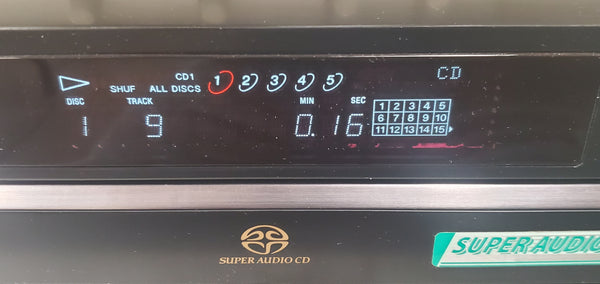 CD
CD1 1 2 3 4 5
SHUF ALL DISCS
DISC TRACK MIN SEC
1 9 0.16
1 2 3 4 5
6 7 8 9 10
11 12 13 14 15
SUPER AUDIO CD
SUPER AUDIO